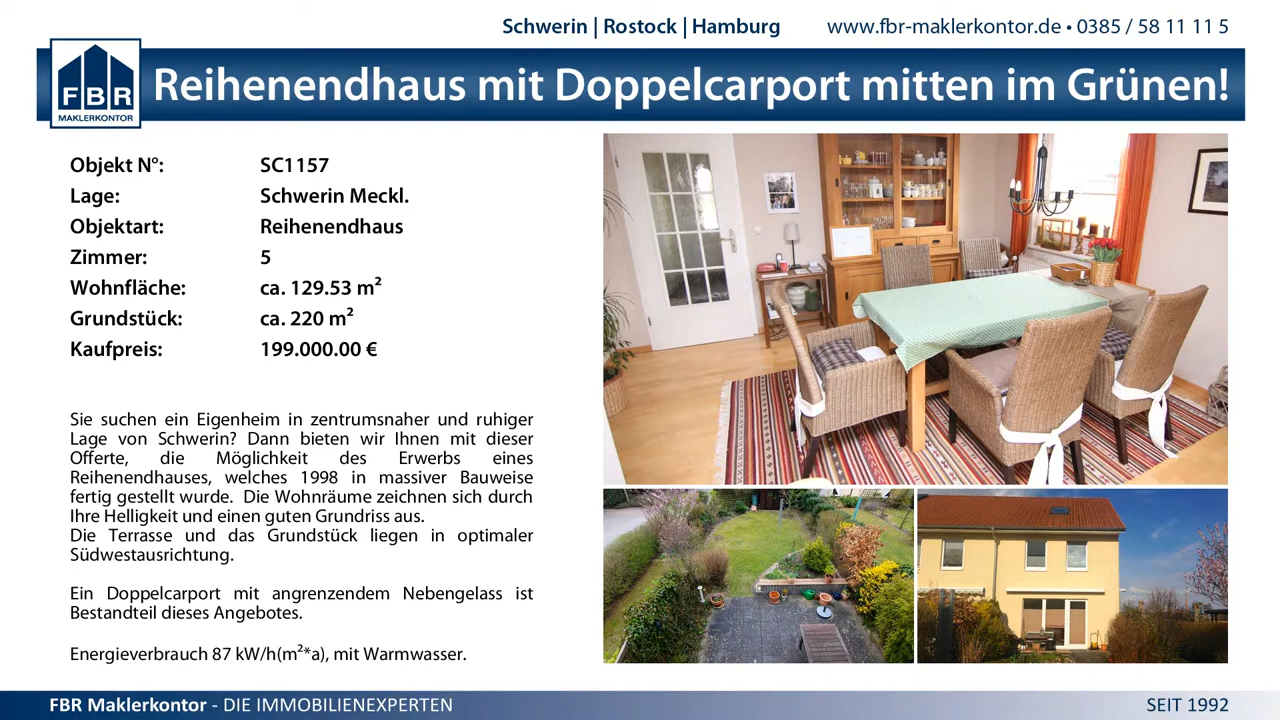 Schwerin | Rostock | Hamburg www.fbr-maklerkontor.de • 0385 / 58 11 11 5
FBR
MAKLERKONTOR
Reihenendhaus mit Doppelcarport mitten im Grünen!
Objekt N°: SC1157
Lage: Schwerin Meckl.
Objektart: Reihenendhaus
Zimmer: 5
Wohnfläche: ca. 129.53 m²
Grundstück: ca. 220 m²
Kaufpreis: 199.000.00 €
Sie suchen ein Eigenheim in zentrumsnaher und ruhiger
Lage von Schwerin? Dann bieten wir Ihnen mit dieser
Offerte, die Möglichkeit des Erwerbs eines
Reihenendhauses, welches 1998 in massiver Bauweise
fertig gestellt wurde. Die Wohnräume zeichnen sich durch
Ihre Helligkeit und einen guten Grundriss aus.
Die Terrasse und das Grundstück liegen in optimaler
Südwestausrichtung.
Ein Doppelcarport mit angrenzendem Nebengelass ist
Bestandteil dieses Angebotes.
Energieverbrauch 87 kW/h(m²*a), mit Warmwasser.
FBR Maklerkontor - DIE IMMOBILIENEXPERTEN SEIT 1992